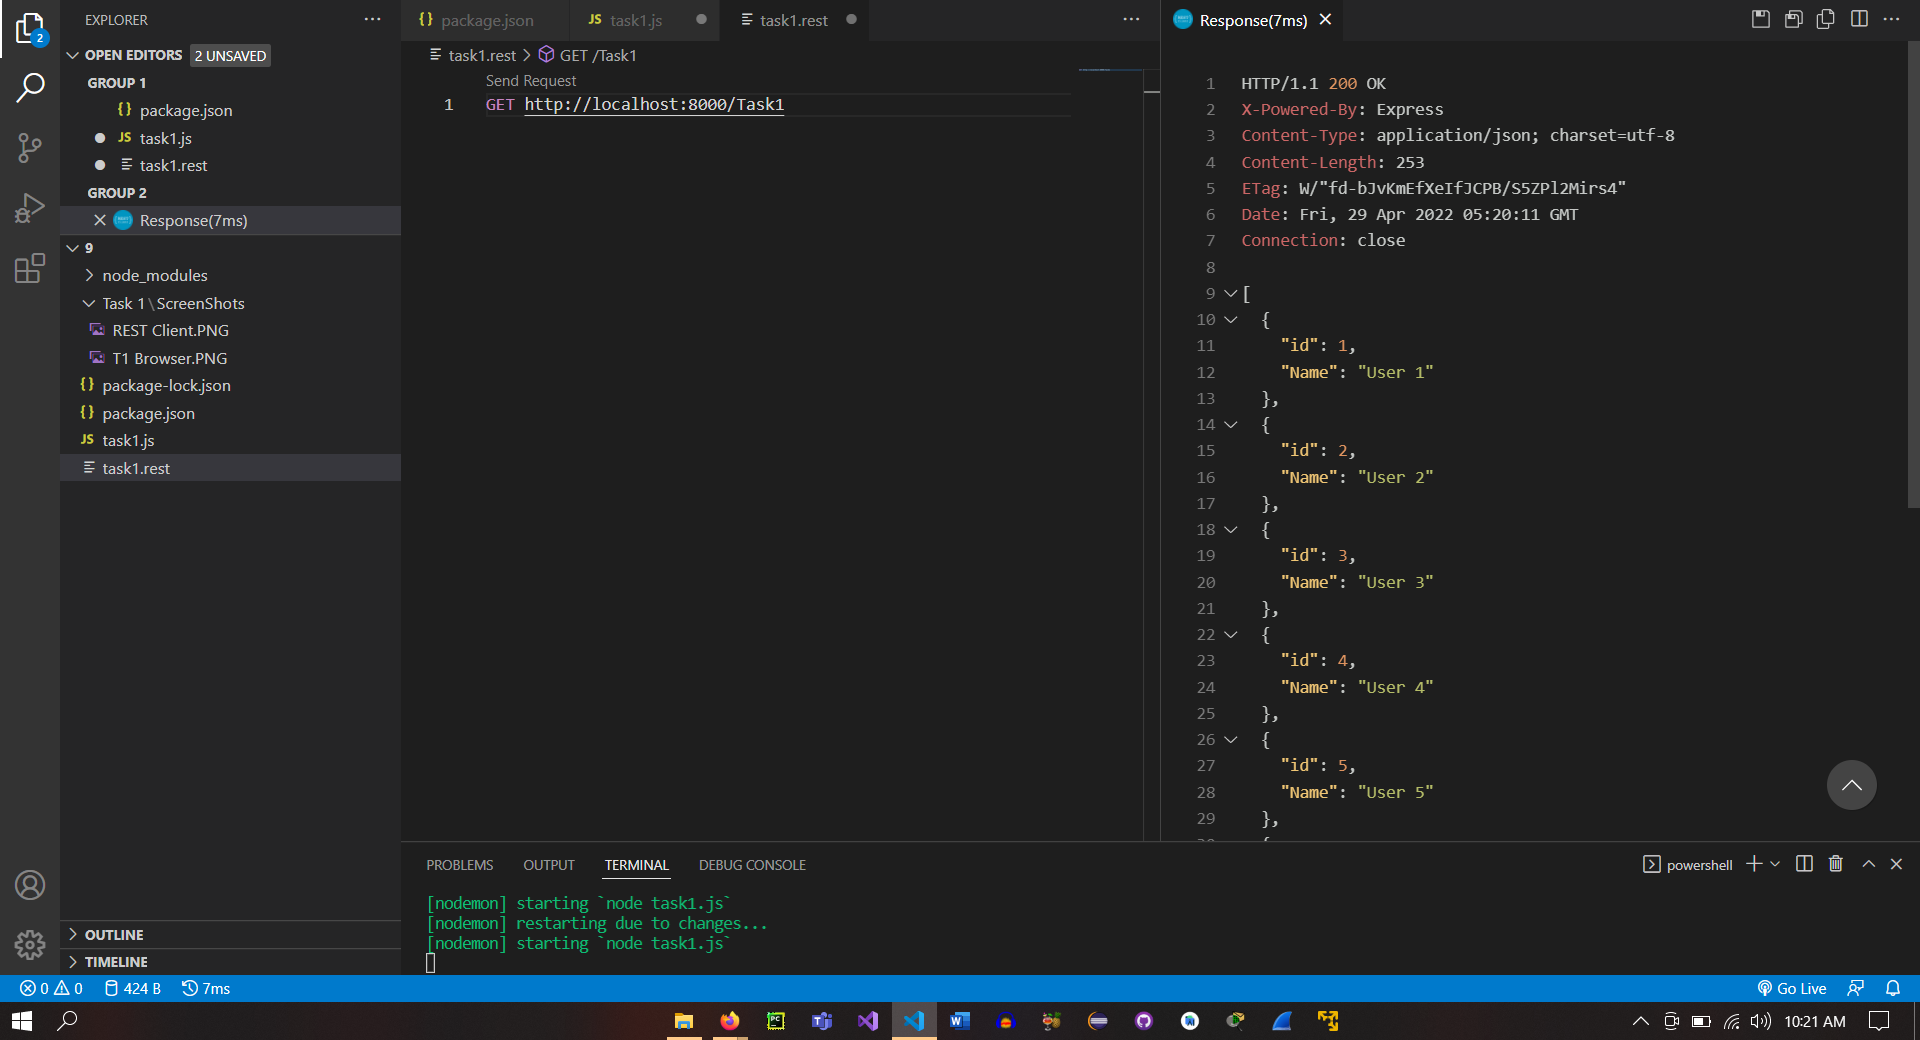 2
EXPLORER
OPEN EDITORS 2 UNSAVED
GROUP 1
{} package.json
JS task1.js
task1.rest
GROUP 2
Response(7ms)
9
node_modules
Task 1\ScreenShots
REST Client.PNG
T1 Browser.PNG
{} package-lock.json
{} package.json
JS task1.js
task1.rest
OUTLINE
TIMELINE
{} package.json
JS task1.js
task1.rest
task1.rest > GET /Task1
Send Request
1 GET http://localhost:8000/Task1
Response(7ms)
1 HTTP/1.1 200 OK
2 X-Powered-By: Express
3 Content-Type: application/json; charset=utf-8
4 Content-Length: 253
5 ETag: W/"fd-bJvKmEfXeIfJCPB/S5ZPl2Mirs4"
6 Date: Fri, 29 Apr 2022 05:20:11 GMT
7 Connection: close
8
9 [
10 {
11 "id": 1,
12 "Name": "User 1"
13 },
14 {
15 "id": 2,
16 "Name": "User 2"
17 },
18 {
19 "id": 3,
20 "Name": "User 3"
21 },
22 {
23 "id": 4,
24 "Name": "User 4"
25 },
26 {
27 "id": 5,
28 "Name": "User 5"
29 },
30 {
PROBLEMS OUTPUT TERMINAL DEBUG CONSOLE
powershell
[nodemon] starting `node task1.js`
[nodemon] restarting due to changes...
[nodemon] starting `node task1.js`
0 0 424 B 7ms
Go Live
10:21 AM